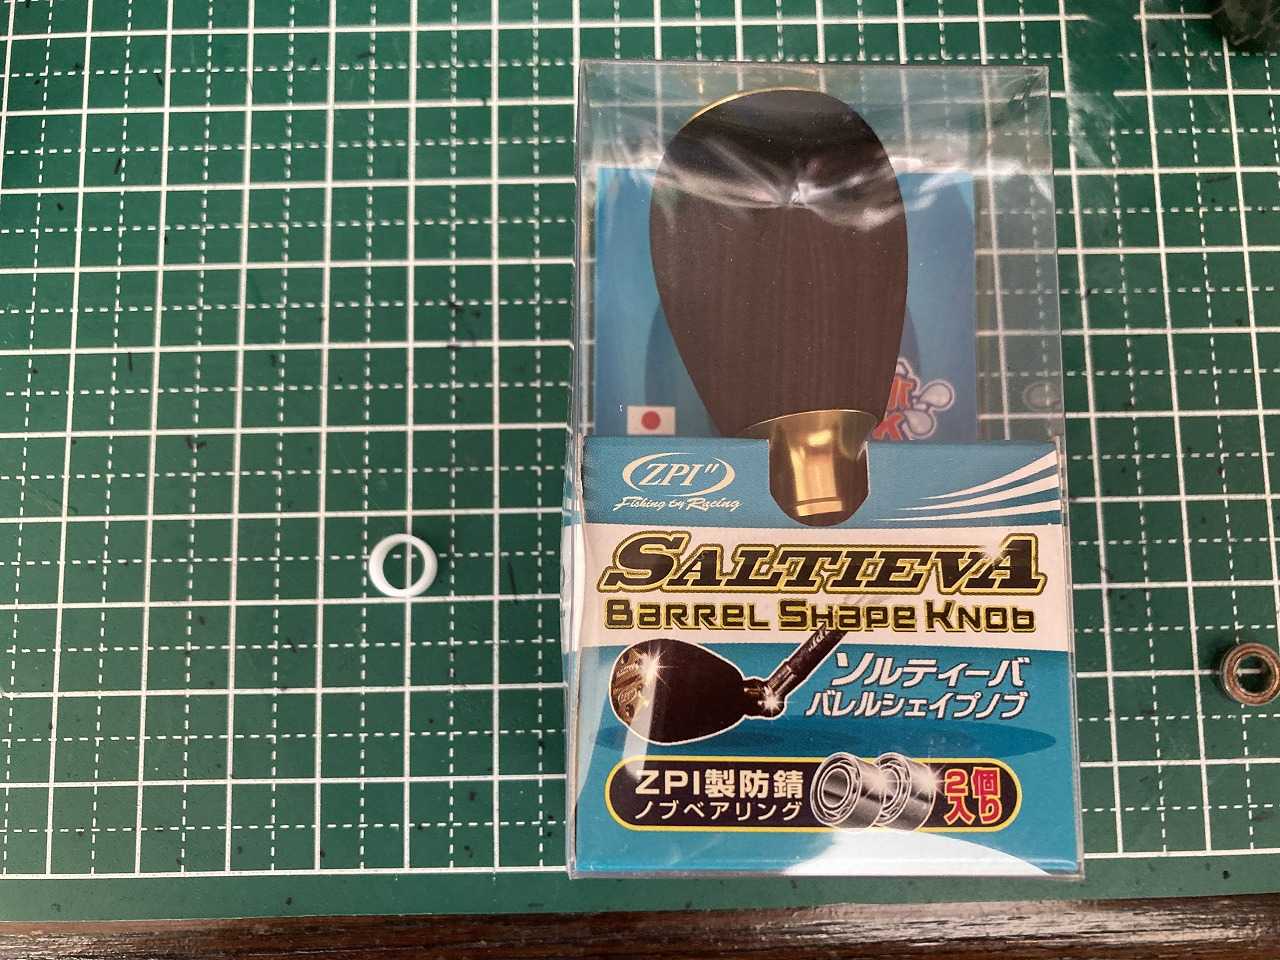 ZPI
Fishing by Racing
SALTIEVA
Barrel Shape Knob
ソルティーバ
バレルシェイプノブ
ZPI製防錆
ノブベアリング
2個
入り